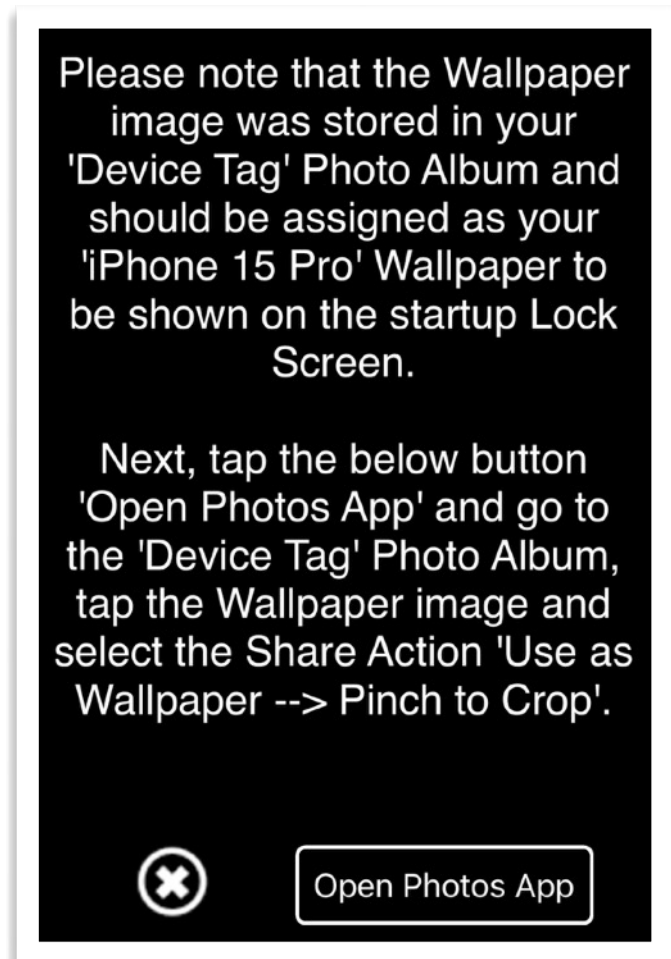 Please note that the Wallpaper
image was stored in your
'Device Tag' Photo Album and
should be assigned as your
'iPhone 15 Pro' Wallpaper to
be shown on the startup Lock
Screen.
Next, tap the below button
'Open Photos App' and go to
the 'Device Tag' Photo Album,
tap the Wallpaper image and
select the Share Action 'Use as
Wallpaper --> Pinch to Crop'.
Open Photos App